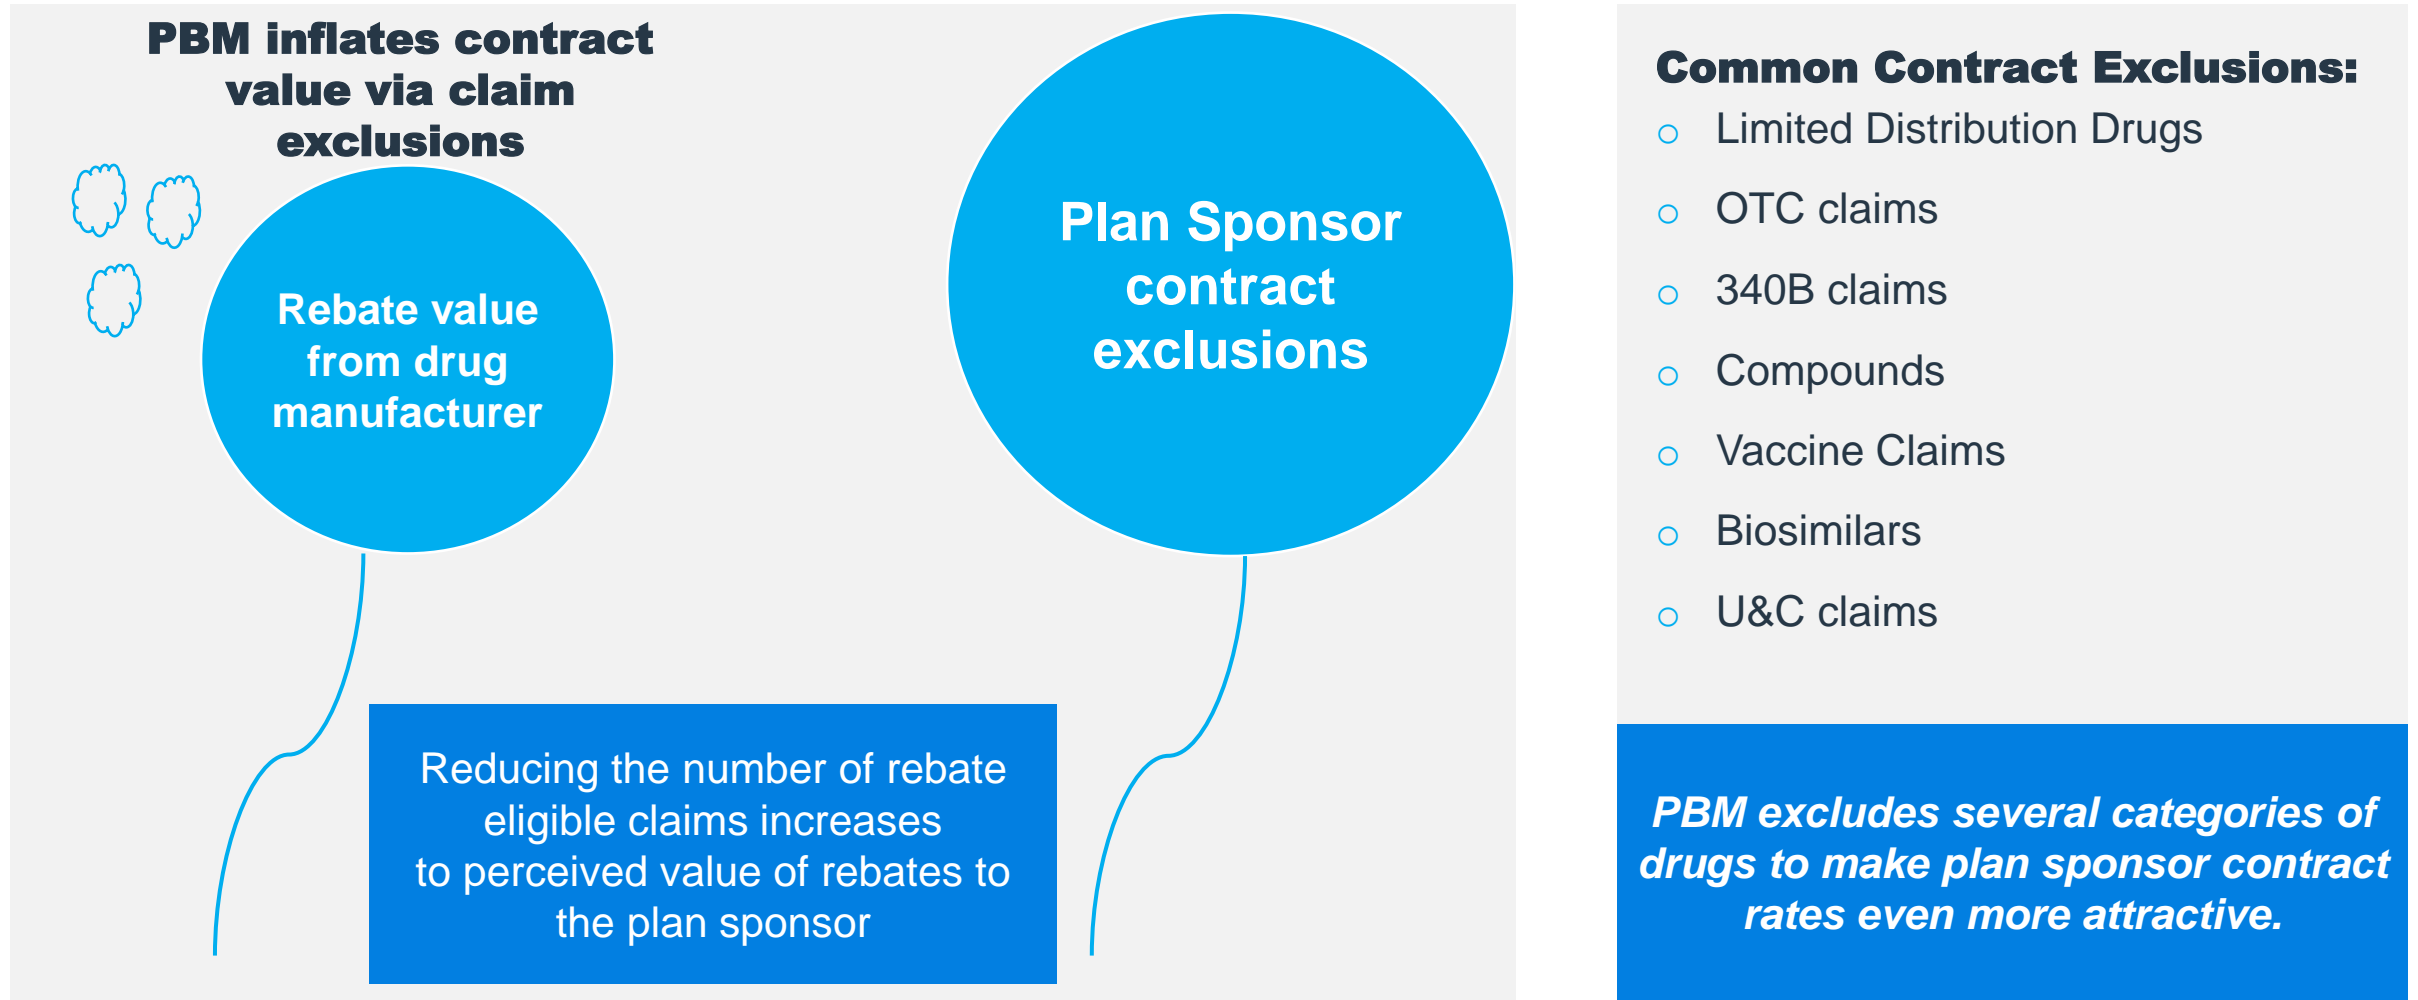 PBM inflates contract
value via claim
exclusions
Rebate value
from drug
manufacturer
Plan Sponsor
contract
exclusions
Reducing the number of rebate
eligible claims increases
to perceived value of rebates to
the plan sponsor
Common Contract Exclusions:
Limited Distribution Drugs
OTC claims
340B claims
Compounds
Vaccine Claims
Biosimilars
U&C claims
PBM excludes several categories of
drugs to make plan sponsor contract
rates even more attractive.